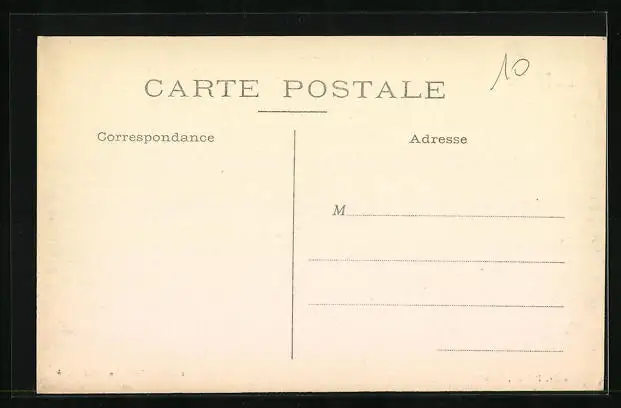 10
CARTE POSTALE
Correspondance
Adresse
M